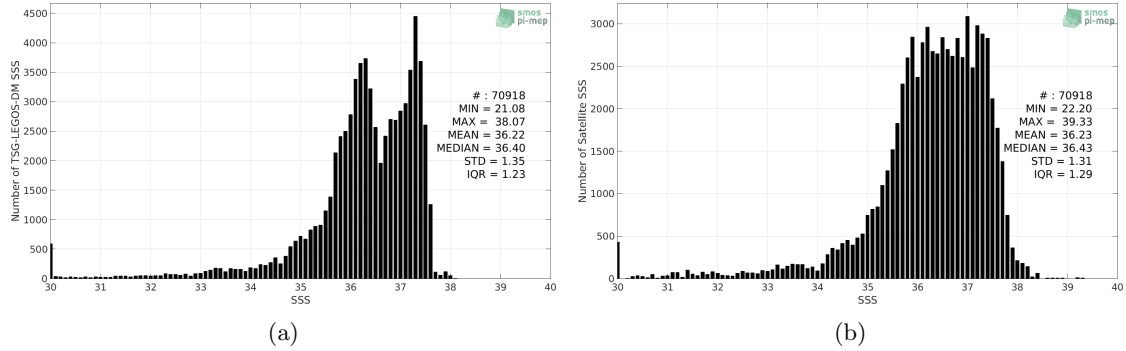 4500
4000
3500
3000
2500
2000
1500
1000
500
0
Number of TSG-LEGOS-DM SSS
smos
pi-mep
# : 70918
MIN = 21.08
MAX = 38.07
MEAN = 36.22
MEDIAN = 36.40
STD = 1.35
IQR = 1.23
30 31 32 33 34 35 36 37 38 39 40
SSS
(a)
3000
2500
2000
1500
1000
500
0
Number of Satellite SSS
smos
pi-mep
# : 70918
MIN = 22.20
MAX = 39.33
MEAN = 36.23
MEDIAN = 36.43
STD = 1.31
IQR = 1.29
30 31 32 33 34 35 36 37 38 39 40
SSS
(b)